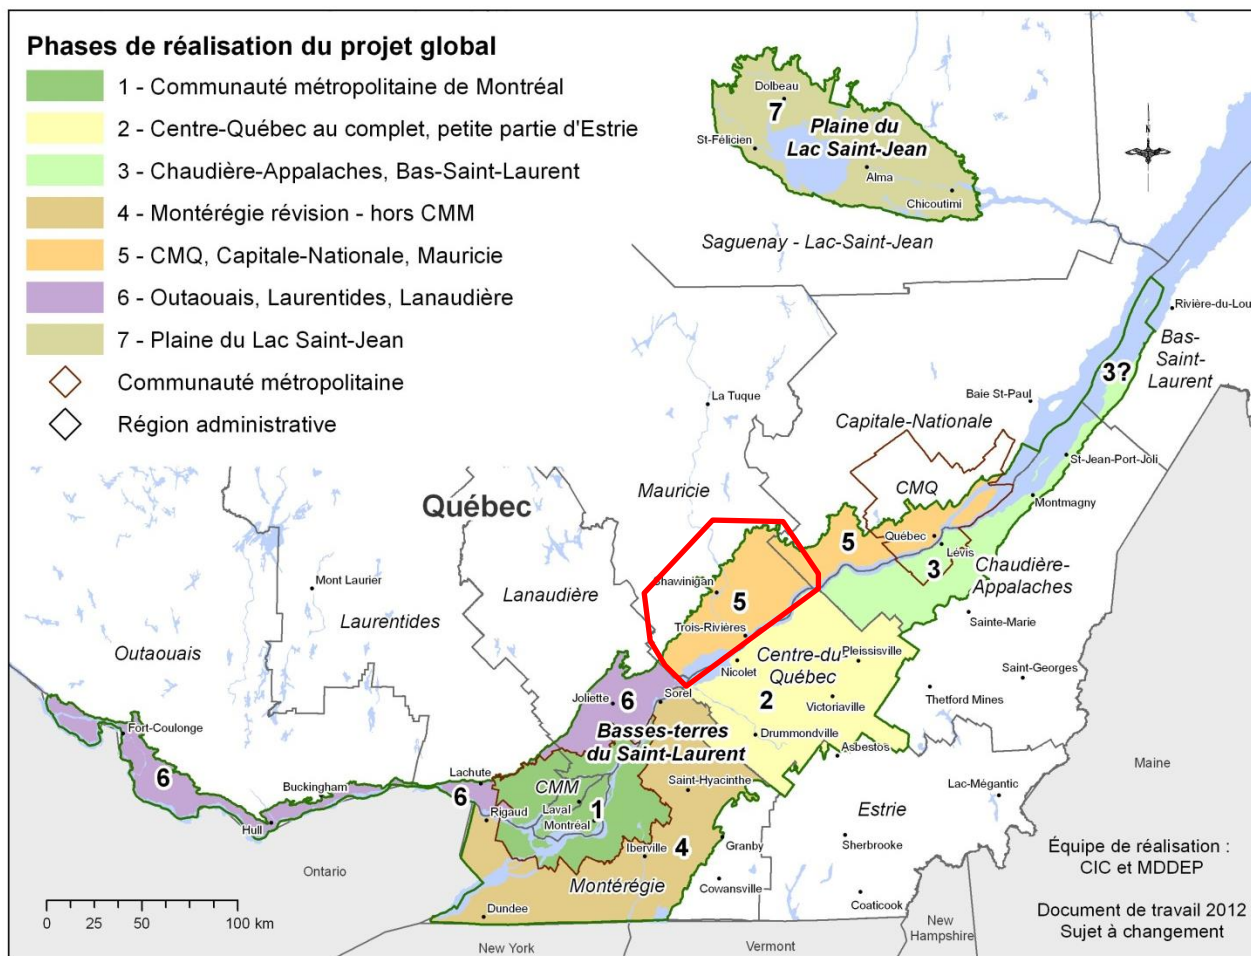 Phases de réalisation du projet global
1 - Communauté métropolitaine de Montréal
2 - Centre-Québec au complet, petite partie d'Estrie
3 - Chaudière-Appalaches, Bas-Saint-Laurent
4 - Montérégie révision - hors CMM
5 - CMQ, Capitale-Nationale, Mauricie
6 - Outaouais, Laurentides, Lanaudière
7 - Plaine du Lac Saint-Jean
Communauté métropolitaine
Région administrative
Dolbeau
7
Plaine du
Lac Saint-Jean
St-Félicien
Alma
Chicoutimi
Saguenay - Lac-Saint-Jean
N
Rivière-du-Lou
Bas-
Saint-
Laurent
3?
La Tuque
Baie St-Paul
Capitale-Nationale
St-Jean-Port-Joli
Mauricie
CMQ
Montmagny
Québec
5
Québec
Lévis
3
Chaudière-
Appalaches
Mont Laurier
Shawinigan
Lanaudière
5
Laurentides
Sainte-Marie
Trois-Rivières
Outaouais
Centre-du-
Québec
Pleissisville
Nicolet
Saint-Georges
Joliette
6
Sorel
2
Victoriaville
Thetford Mines
Fort-Coulonge
Basses-terres
du Saint-Laurent
Drummondville
Asbestos
Maine
6
Buckingham
Lachute
CMM
Saint-Hyacinthe
Lac-Mégantic
6
Rigaud
Laval
1
Montréal
Estrie
Hull
4
Granby
Iberville
Sherbrooke
Équipe de réalisation :
CIC et MDDEP
Ontario
Montérégie
Cowansville
Coaticook
0 25 50 100 km
Dundee
Document de travail 2012
Sujet à changement
New
Hampshire
New York
Vermont